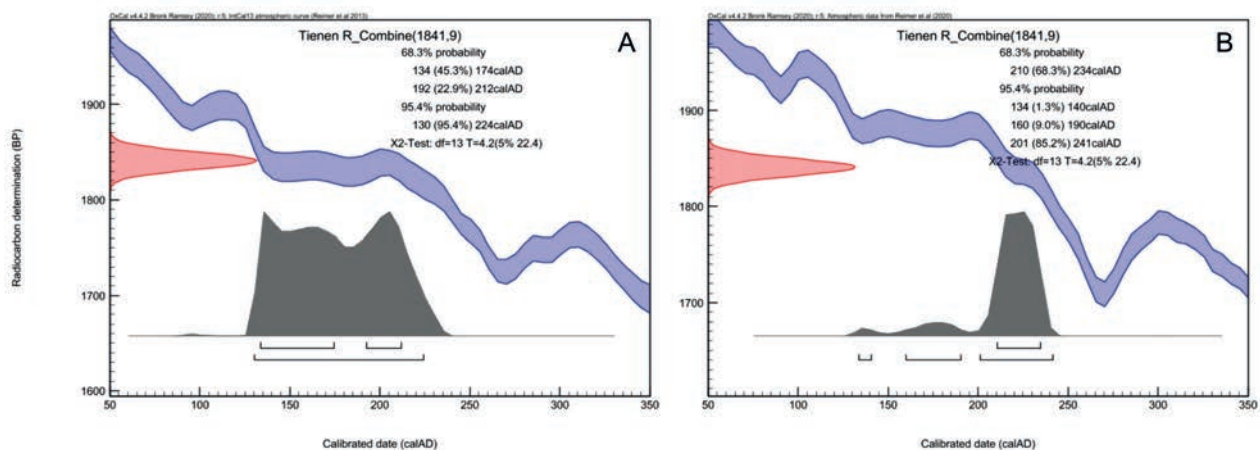 OxCal v4.4.2 Bronk Ramsey (2020); r:5; IntCal13 atmospheric curve (Reimer et al 2013)
Tienen R_Combine(1841,9)
A
68.3% probability
134 (45.3%) 174calAD
192 (22.9%) 212calAD
95.4% probability
130 (95.4%) 224calAD
X2-Test: df=13 T=4.2(5% 22.4)
Radiocarbon determination (BP)
1900
1800
1700
1600
50
100
150
200
250
300
350
Calibrated date (calAD)
OxCal v4.4.2 Bronk Ramsey (2020); r:5; Atmospheric data from Reimer et al (2020)
Tienen R_Combine(1841,9)
B
68.3% probability
210 (68.3%) 234calAD
95.4% probability
134 (1.3%) 140calAD
160 (9.0%) 190calAD
201 (85.2%) 241calAD
X2-Test: df=13 T=4.2(5% 22.4)
1900
1800
1700
50
100
150
200
250
300
350
Calibrated date (calAD)